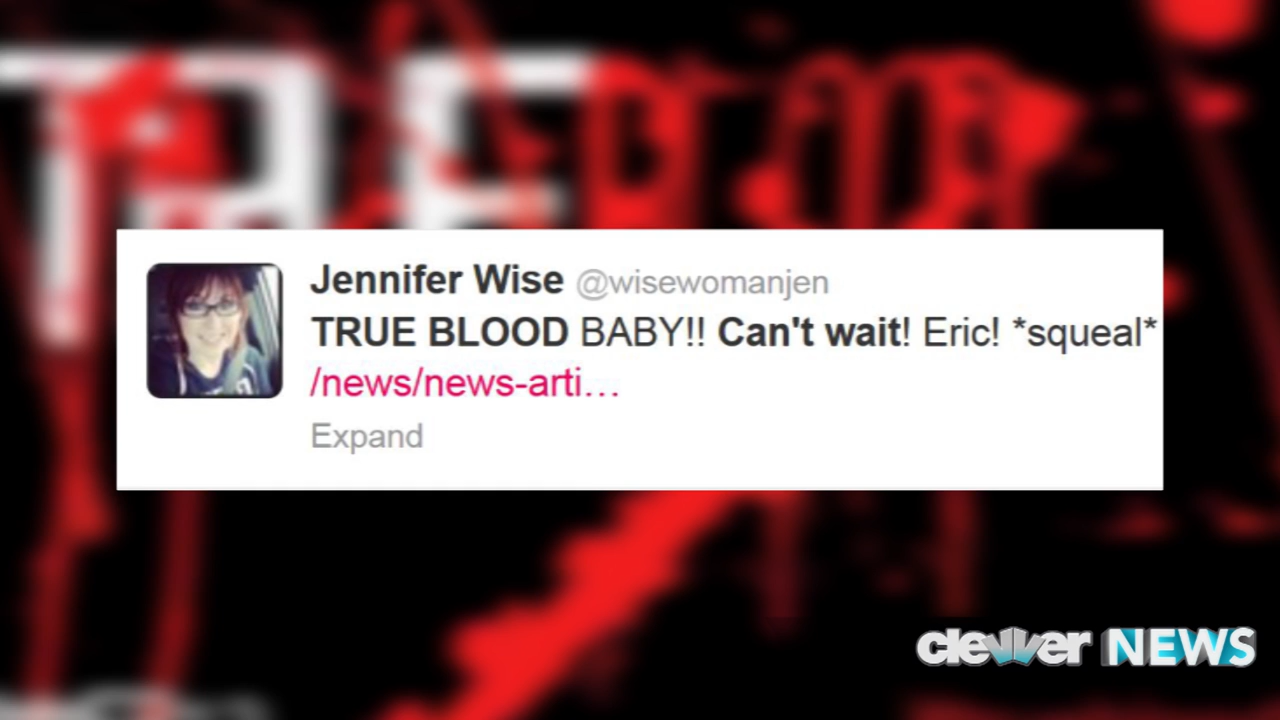 Jennifer Wise @wisewomanjen
TRUE BLOOD BABY!! Can't wait! Eric! *squeal*
/news/news-arti…
Expand
clevver NEWS